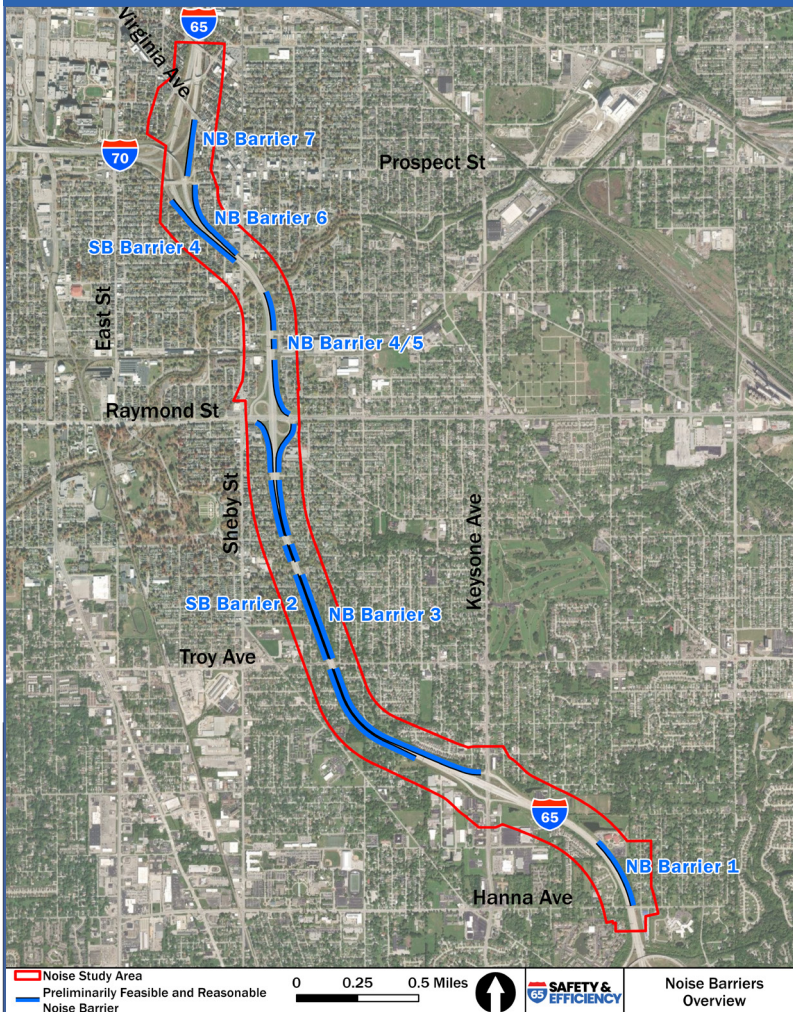 65
Virginia Ave
NB Barrier 7
70
Prospect St
NB Barrier 6
SB Barrier 4
East St
NB Barrier 4/5
Raymond St
Sheby St
Keysone Ave
SB Barrier 2
NB Barrier 3
Troy Ave
65
NB Barrier 1
Hanna Ave
Noise Study Area
Preliminarily Feasible and Reasonable
Noise Barrier
0 0.25 0.5 Miles
65 SAFETY &
EFFICIENCY
Noise Barriers
Overview